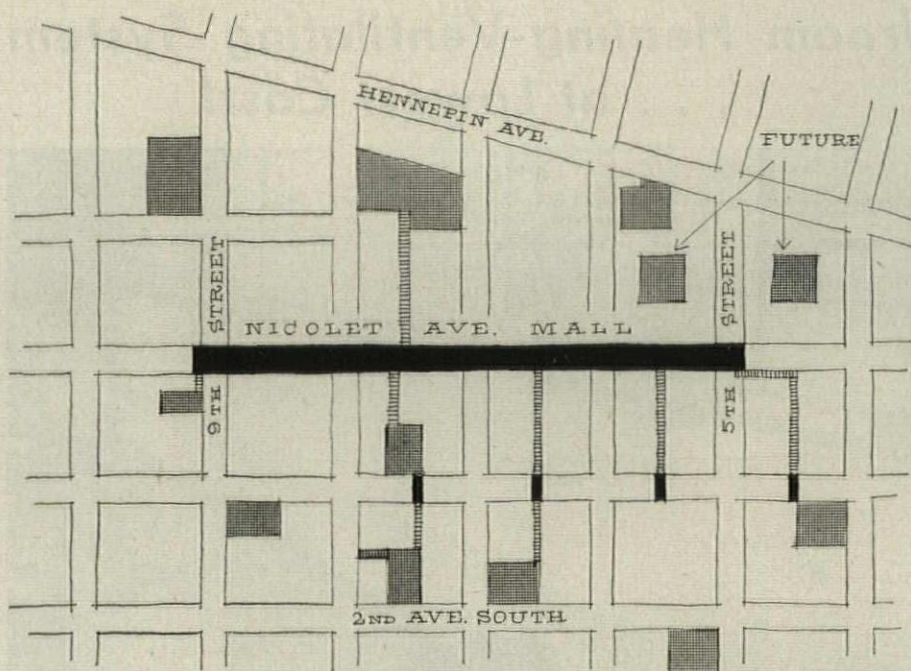 HENNEPIN AVE.
FUTURE
STREET
STREET
NICOLET AVE. MALL
9TH
5TH
2ND AVE. SOUTH